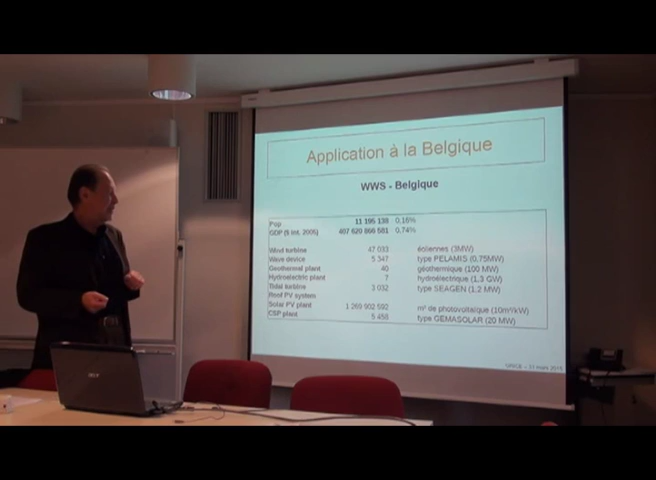 Application à la Belgique
WWS - Belgique
Pop 11 195 138 0,16%
GDP ($ int. 2005) 407 620 866 581 0,74%
Wind turbine 47 033 éoliennes (3MW)
Wave device 5 347 type PELAMIS (0,75MW)
Geothermal plant 40 géothermique (100 MW)
Hydroelectric plant 7 hydroélectrique (1,3 GW)
Tidal turbine 3 032 type SEAGEN (1,2 MW)
Roof PV system
Solar PV plant 1 269 902 592 m² de photovoltaïque (10m²/kW)
CSP plant 5 458 type GEMASOLAR (20 MW)
mars